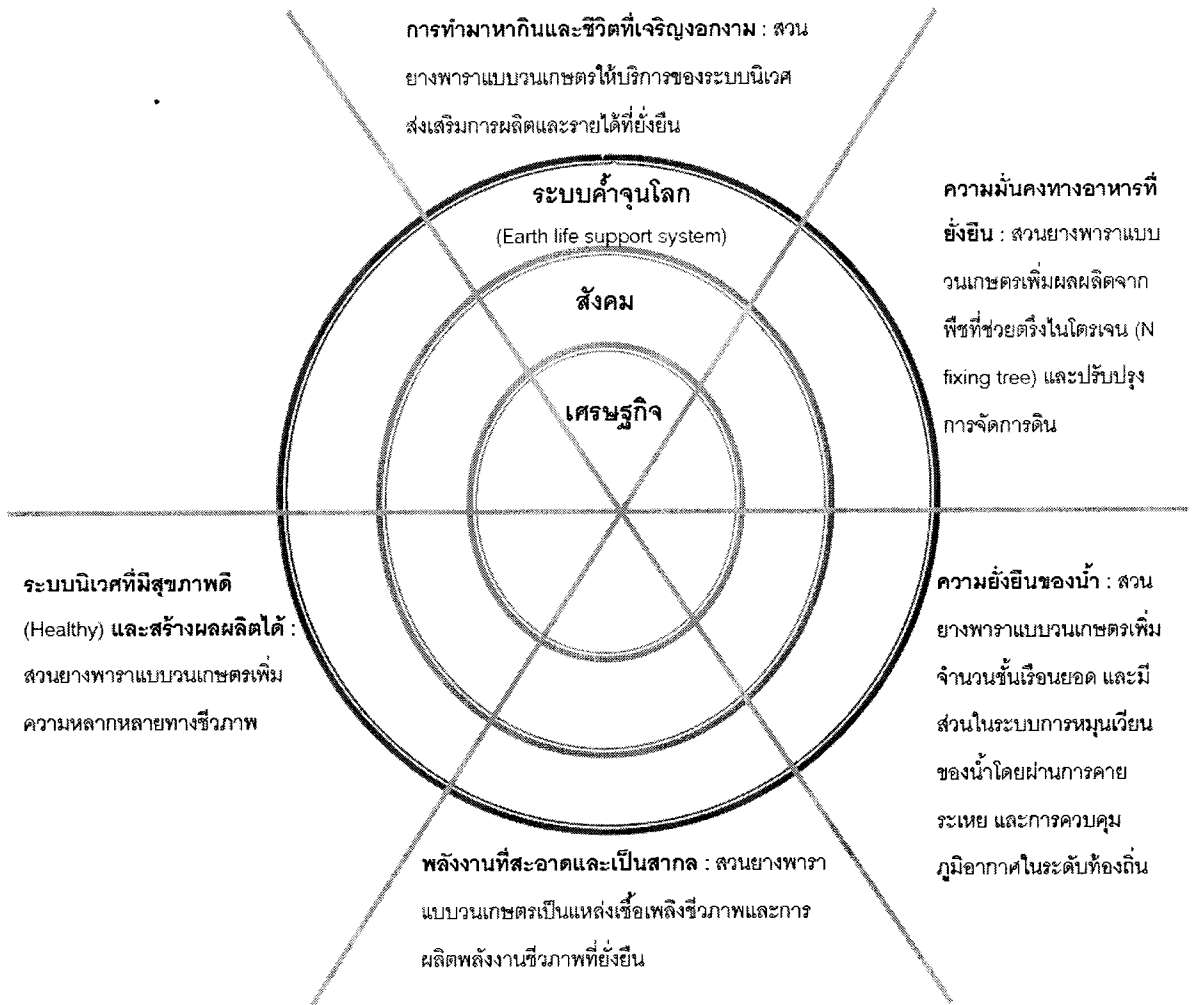 การทำมาหากินและชีวิตที่เจริญงอกงาม : สวน
ยางพาราแบบวนเกษตรให้บริการของระบบนิเวศ
ส่งเสริมการผลิตและรายได้ที่ยั่งยืน
ระบบค้ำจุนโลก
(Earth life support system)
สังคม
เศรษฐกิจ
ความมั่นคงทางอาหารที่
ยั่งยืน : สวนยางพาราแบบ
วนเกษตรเพิ่มผลผลิตจาก
พืชที่ช่วยตรึงไนโตรเจน (N
fixing tree) และปรับปรุง
การจัดการดิน
ระบบนิเวศที่มีสุขภาพดี
(Healthy) และสร้างผลผลิตได้ :
สวนยางพาราแบบวนเกษตรเพิ่ม
ความหลากหลายทางชีวภาพ
ความยั่งยืนของน้ำ : สวน
ยางพาราแบบวนเกษตรเพิ่ม
จำนวนชั้นเรือนยอด และมี
ส่วนในระบบการหมุนเวียน
ของน้ำโดยผ่านการคาย
ระเหย และการควบคุม
ภูมิอากาศในระดับท้องถิ่น
พลังงานที่สะอาดและเป็นสากล : สวนยางพารา
แบบวนเกษตรเป็นแหล่งเชื้อเพลิงชีวภาพและการ
ผลิตพลังงานชีวภาพที่ยั่งยืน